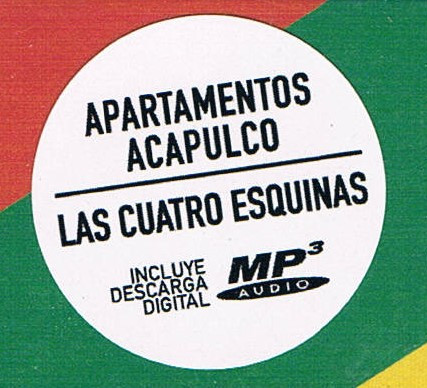 APARTAMENTOS
ACAPULCO
LAS CUATRO ESQUINAS
INCLUYE
DESCARGA
DIGITAL
MP3
AUDIO